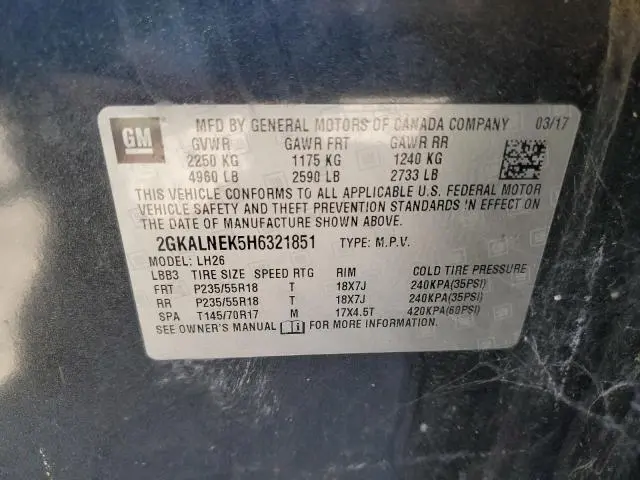 GM
MFD BY GENERAL MOTORS OF CANADA COMPANY 03/17
GVWR GAWR FRT GAWR RR
2250 KG 1175 KG 1240 KG
4960 LB 2590 LB 2733 LB
THIS VEHICLE CONFORMS TO ALL APPLICABLE U.S. FEDERAL MOTOR
VEHICLE SAFETY AND THEFT PREVENTION STANDARDS IN EFFECT ON
THE DATE OF MANUFACTURE SHOWN ABOVE.
2GKALNEK5H6321851 TYPE: M.P.V.
MODEL: LH26
LBB3 TIRE SIZE SPEED RTG RIM COLD TIRE PRESSURE
FRT P235/55R18 T 18X7J 240KPA(35PSI)
RR P235/55R18 T 18X7J 240KPA(35PSI)
SPA T145/70R17 M 17X4.5T 420KPA(60PSI)
SEE OWNER'S MANUAL FOR MORE INFORMATION.